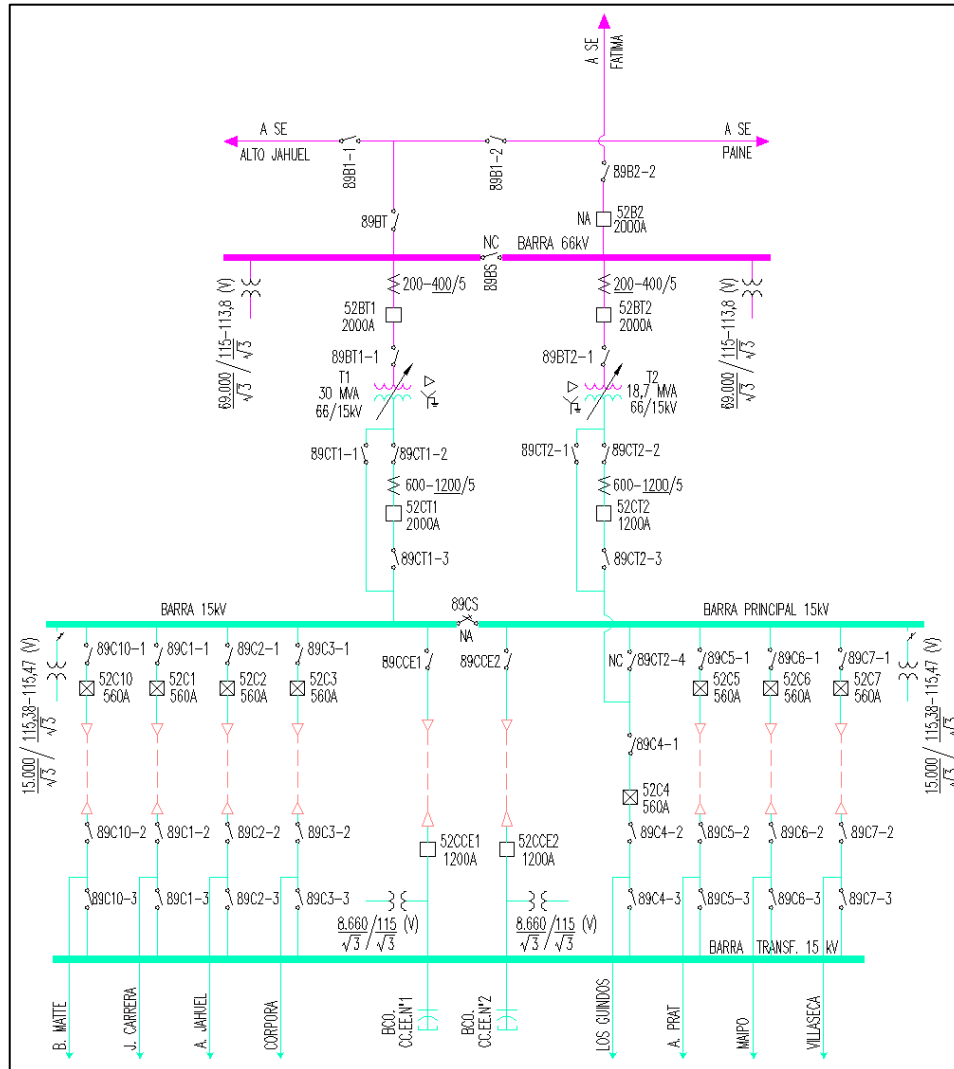 A SE
FATIMA
A SE
ALTO JAHUEL
89B1-1
89B1-2
A SE
PAINE
89B2-2
89BT
NA
52B2
2000A
NC
89BS
BARRA 66kV
69.000 / 115-113,8 (V)
√3 √3
200-400/5
200-400/5
69.000 / 115-113,8 (V)
√3 √3
52BT1
2000A
52BT2
2000A
89BT1-1
89BT2-1
T1
30 MVA
66/15kV
T2
18,7 MVA
66/15kV
89CT1-1
89CT1-2
89CT2-1
89CT2-2
600-1200/5
600-1200/5
52CT1
2000A
52CT2
1200A
89CT1-3
89CT2-3
BARRA 15kV
89CS
NA
BARRA PRINCIPAL 15kV
15.000 / 115,38-115,47 (V)
√3 √3
89C10-1
89C1-1
89C2-1
89C3-1
89CCE1
89CCE2
NC
89CT2-4
89C5-1
89C6-1
89C7-1
15.000 / 115,38-115,47 (V)
√3 √3
52C10
560A
52C1
560A
52C2
560A
52C3
560A
52C5
560A
52C6
560A
52C7
560A
89C4-1
52C4
560A
89C10-2
89C1-2
89C2-2
89C3-2
52CCE1
1200A
52CCE2
1200A
89C4-2
89C5-2
89C6-2
89C7-2
89C10-3
89C1-3
89C2-3
89C3-3
8.660/115 (V)
√3 √3
8.660/115 (V)
√3 √3
89C4-3
89C5-3
89C6-3
89C7-3
BARRA TRANSF. 15 kV
B. MATTE
J. CARRERA
A. JAHUEL
CORPORA
BCO.
CC.EE.N°1
BCO.
CC.EE.N°2
LOS GUINDOS
A. PRAT
MAIPO
VILLASECA